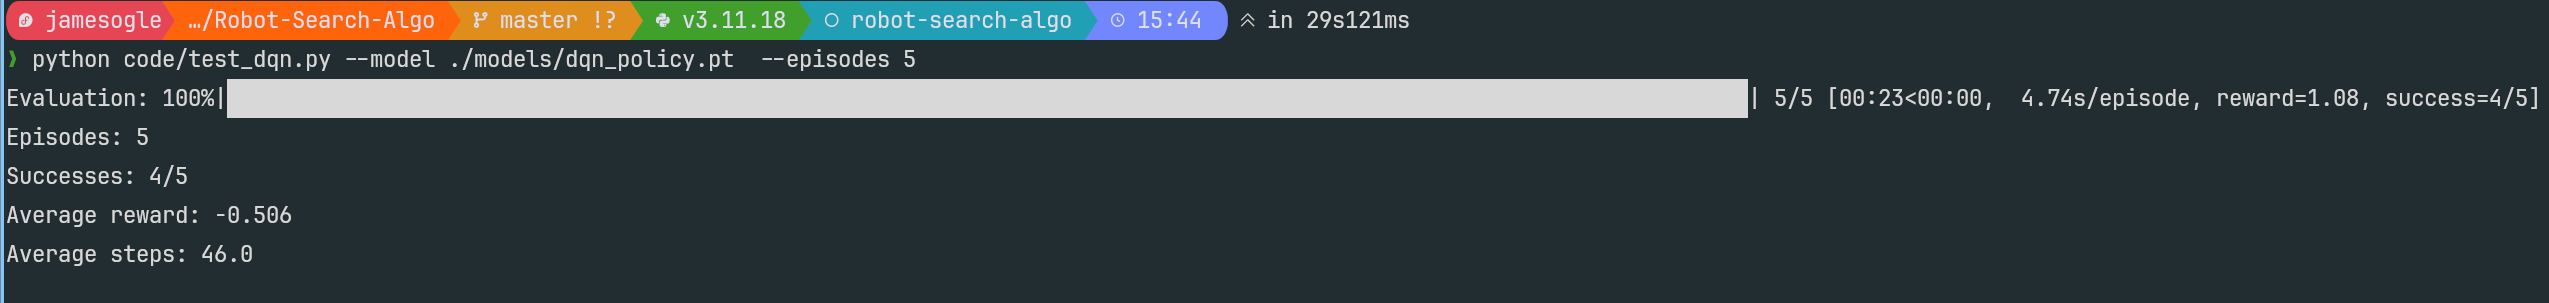 jamesogle …/Robot-Search-Algo master !? v3.11.18 robot-search-algo 15:44 in 29s121ms
❯ python code/test_dqn.py --model ./models/dqn_policy.pt  --episodes 5
Evaluation: 100%|██████████| 5/5 [00:23<00:00,  4.74s/episode, reward=1.08, success=4/5]
Episodes: 5
Successes: 4/5
Average reward: -0.506
Average steps: 46.0